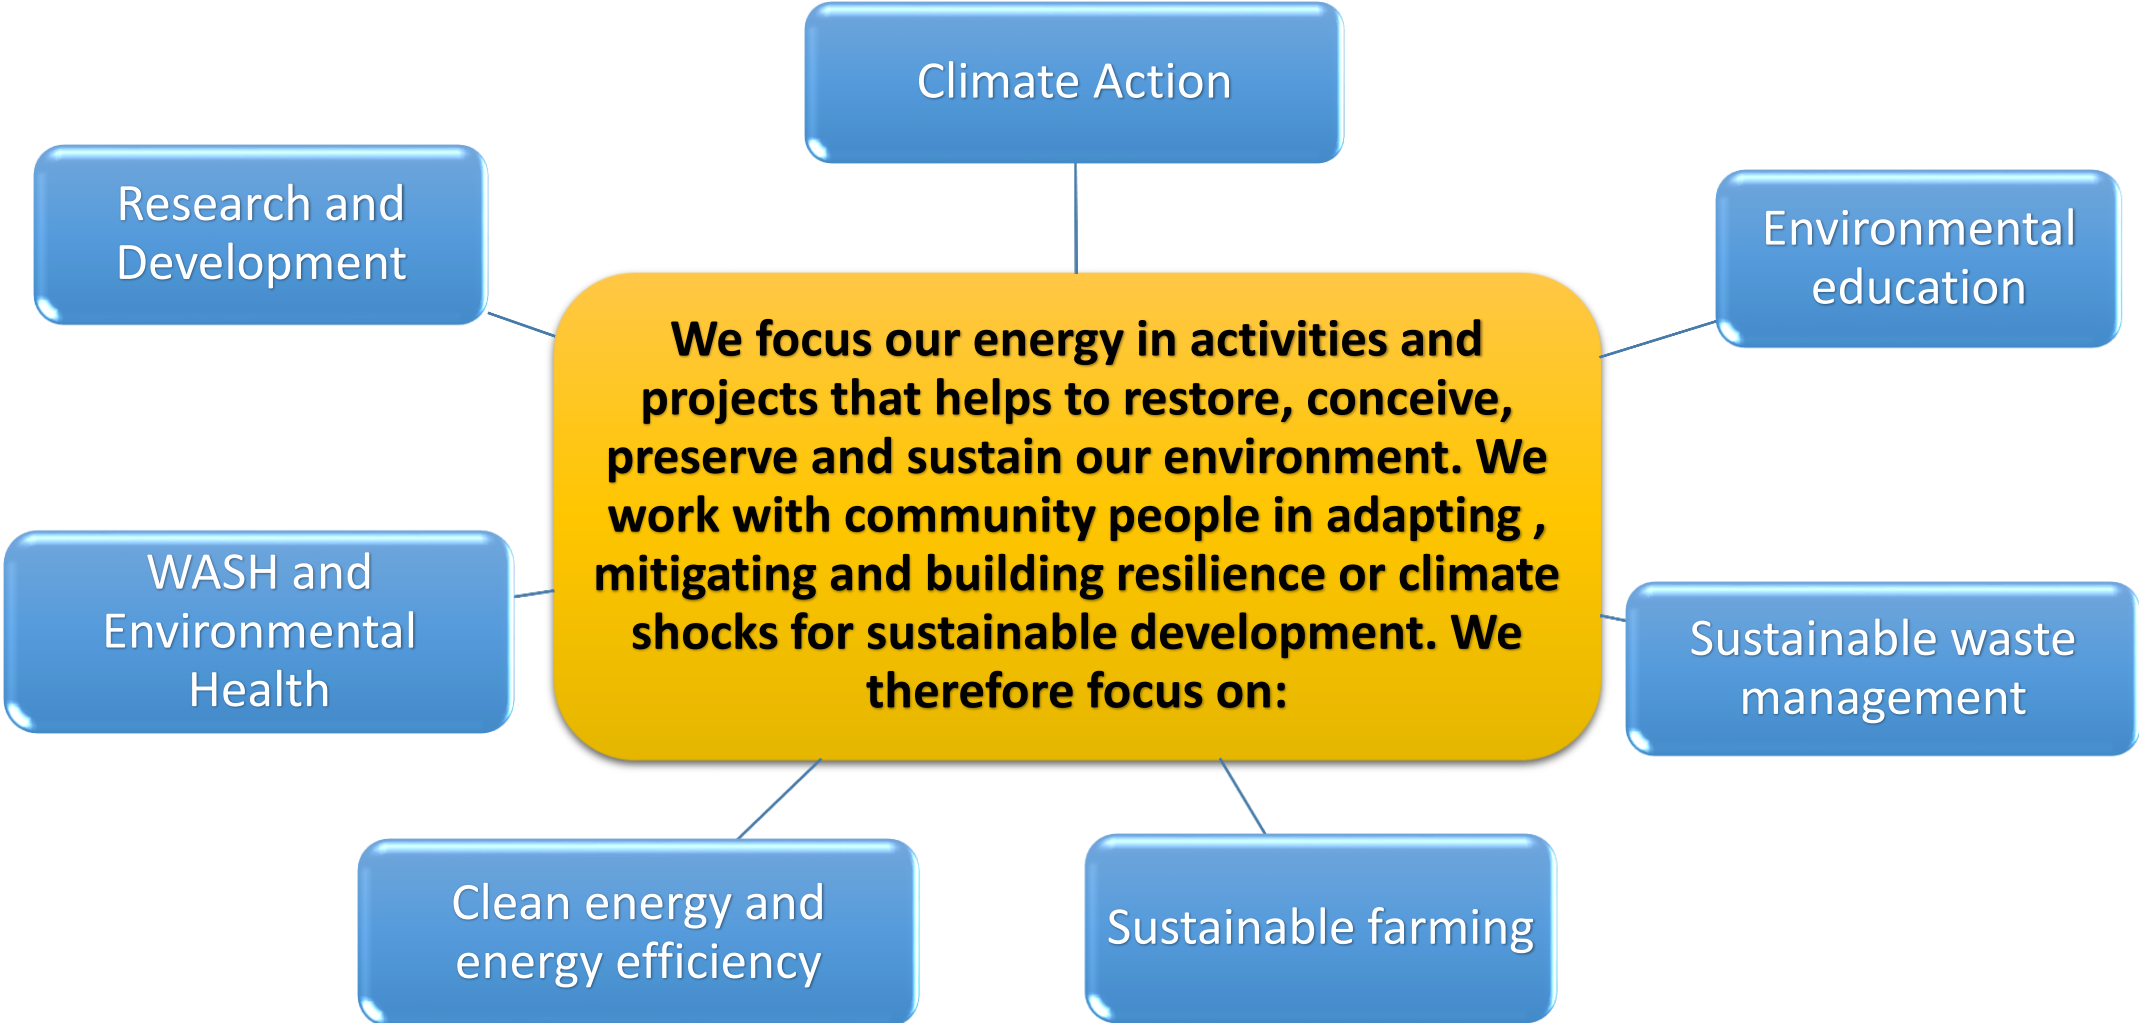 Climate Action
Research and
Development
Environmental
education
We focus our energy in activities and
projects that helps to restore, conceive,
preserve and sustain our environment. We
work with community people in adapting ,
mitigating and building resilience or climate
shocks for sustainable development. We
therefore focus on:
WASH and
Environmental
Health
Sustainable waste
management
Clean energy and
energy efficiency
Sustainable farming